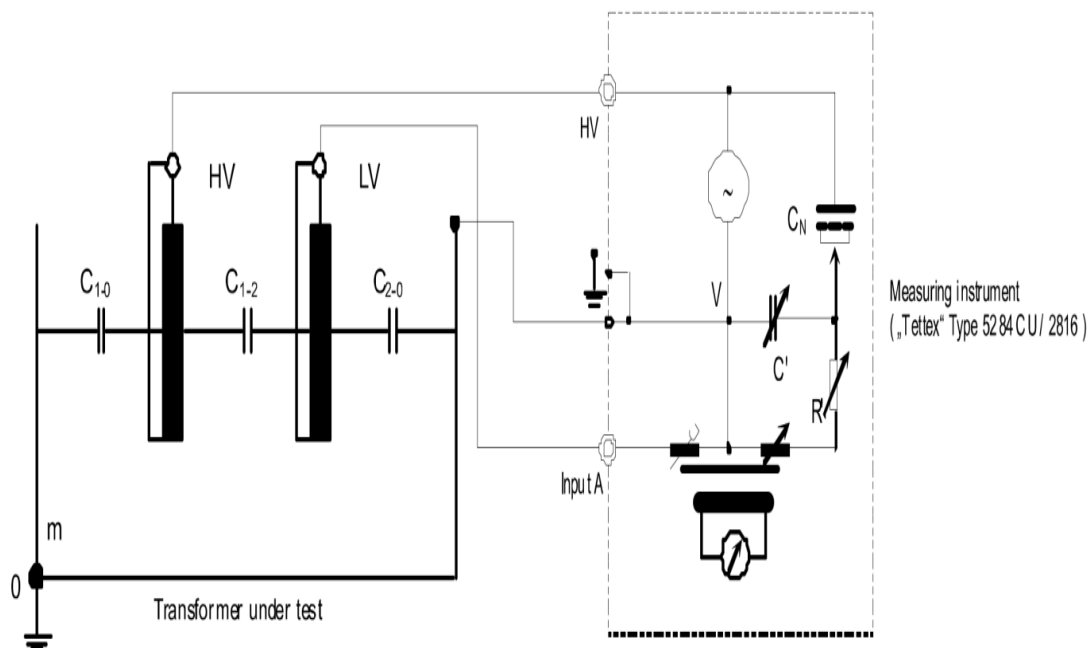 HV
HV
LV
~
C_N
C₁₋₀
C₁₋₂
C₂₋₀
V
Measuring instrument
( „Tettex“ Type 5284 CU / 2816 )
C'
R'
Input A
m
0
Transformer under test